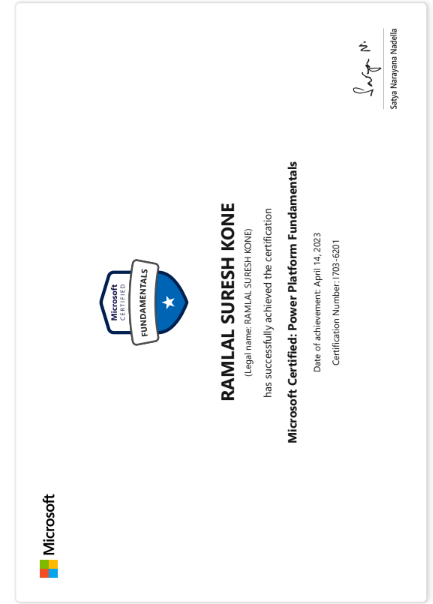 Microsoft
Microsoft
CERTIFIED
FUNDAMENTALS
RAMLAL SURESH KONE
(Legal name: RAMLAL SURESH KONE)
has successfully achieved the certification
Microsoft Certified: Power Platform Fundamentals
Date of achievement: April 14, 2023
Certification Number: I703-6201
Satya N.
Satya Narayana Nadella